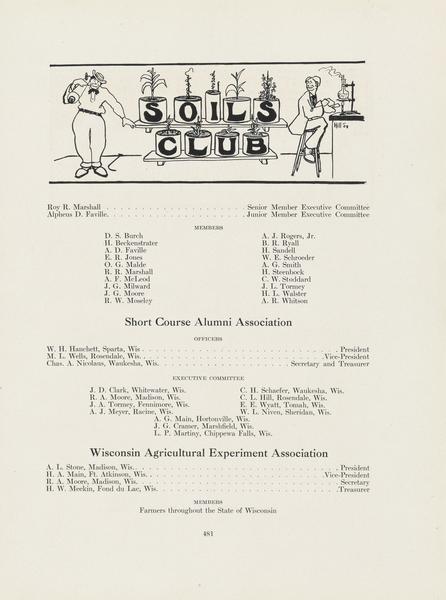 SOILS
CLUB
Hill 09
Roy R. Marshall . . . . . . . . . . . . . . . . . . . . Senior Member Executive Committee
Alpheus D. Faville. . . . . . . . . . . . . . . . . . . . Junior Member Executive Committee
MEMBERS
D. S. Burch A. J. Rogers, Jr.
H. Beckenstrater B. R. Ryall
A. D. Faville H. Sandell
E. R. Jones W. E. Schroeder
O. G. Malde A. G. Smith
R. R. Marshall H. Steenbock
A. F. McLeod C. W. Stoddard
J. G. Milward J. L. Tormey
J. G. Moore H. L. Walster
R. W. Moseley A. R. Whitson
Short Course Alumni Association
OFFICERS
W. H. Hanchett, Sparta, Wis . . . . . . . . . . . . . . . . . . . . President
M. L. Wells, Rosendale, Wis. . . . . . . . . . . . . . . . . . . . Vice-President
Chas. A. Nicolaus, Waukesha, Wis. . . . . . . . . . . . . . . . . . . . Secretary and Treasurer
EXECUTIVE COMMITTEE
J. D. Clark, Whitewater, Wis. C. H. Schaefer, Waukesha, Wis.
R. A. Moore, Madison, Wis. C. L. Hill, Rosendale, Wis.
J. A. Tormey, Fennimore, Wis. E. E. Wyatt, Tomah, Wis.
A. J. Meyer, Racine, Wis. W. L. Niven, Sheridan, Wis.
A. G. Main, Hortonville, Wis.
J. G. Cramer, Marshfield, Wis.
L. P. Martiny, Chippewa Falls, Wis.
Wisconsin Agricultural Experiment Association
A. L. Stone, Madison, Wis. . . . . . . . . . . . . . . . . . . . President
H. A. Main, Ft. Atkinson, Wis. . . . . . . . . . . . . . . . . . . . Vice-President
R. A. Moore, Madison, Wis. . . . . . . . . . . . . . . . . . . . Secretary
H. W. Meekin, Fond du Lac, Wis. . . . . . . . . . . . . . . . . . . . Treasurer
MEMBERS
Farmers throughout the State of Wisconsin
481